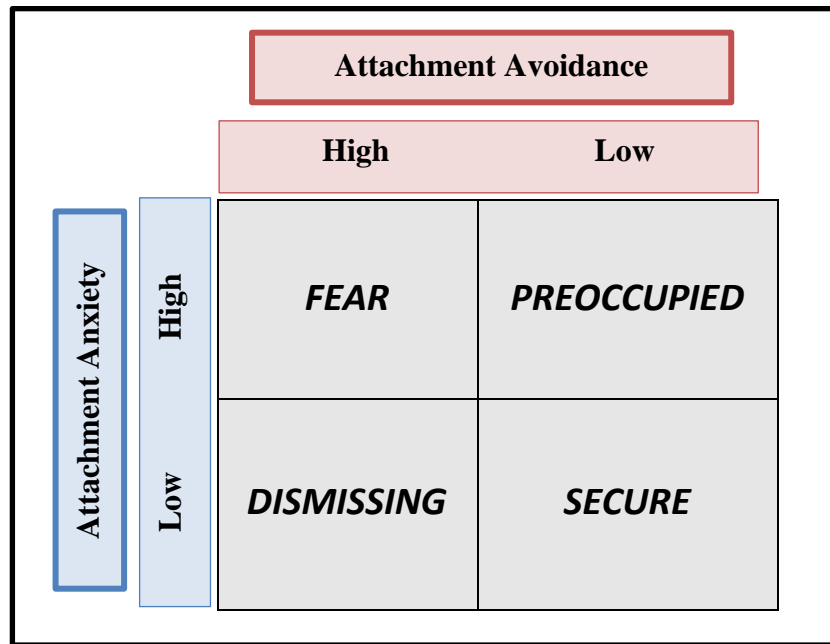 Attachment Avoidance
High Low
Attachment Anxiety
High
FEAR PREOCCUPIED
Low
DISMISSING SECURE